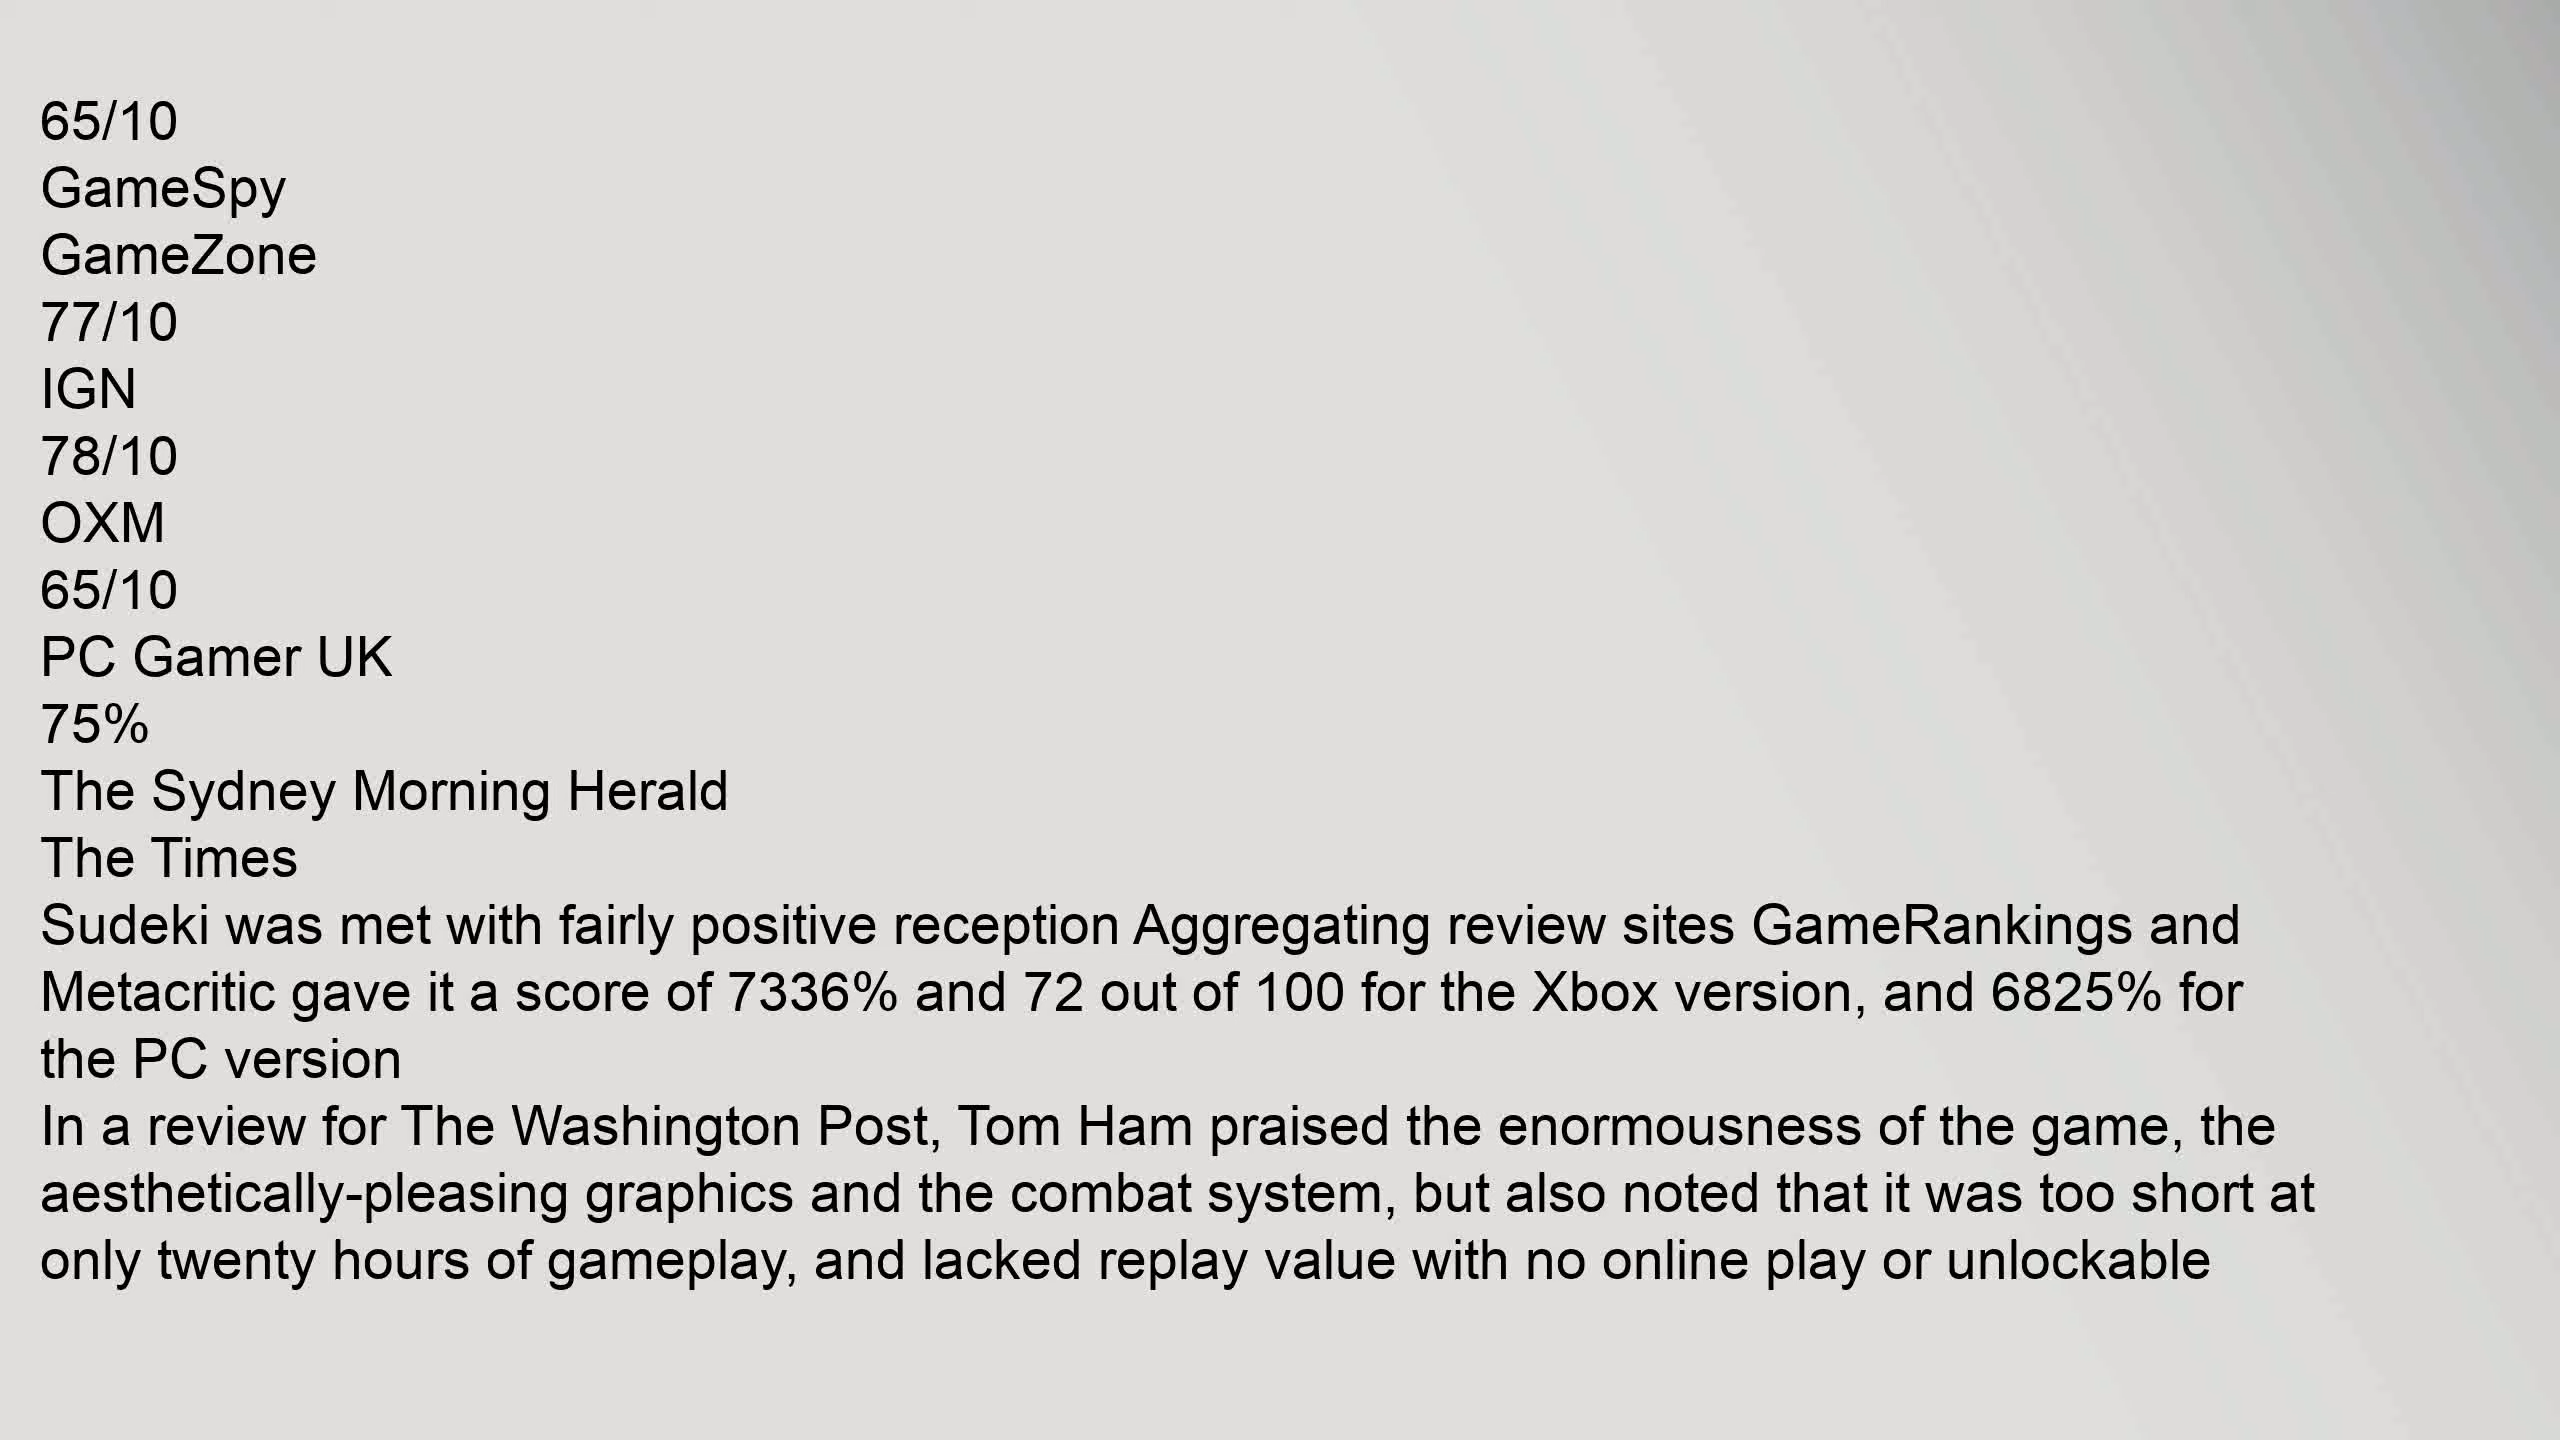 65/10
GameSpy
GameZone
77/10
IGN
78/10
OXM
65/10
PC Gamer UK
75%
The Sydney Morning Herald
The Times
Sudeki was met with fairly positive reception Aggregating review sites GameRankings and
Metacritic gave it a score of 7336% and 72 out of 100 for the Xbox version, and 6825% for
the PC version
In a review for The Washington Post, Tom Ham praised the enormousness of the game, the
aesthetically-pleasing graphics and the combat system, but also noted that it was too short at
only twenty hours of gameplay, and lacked replay value with no online play or unlockable